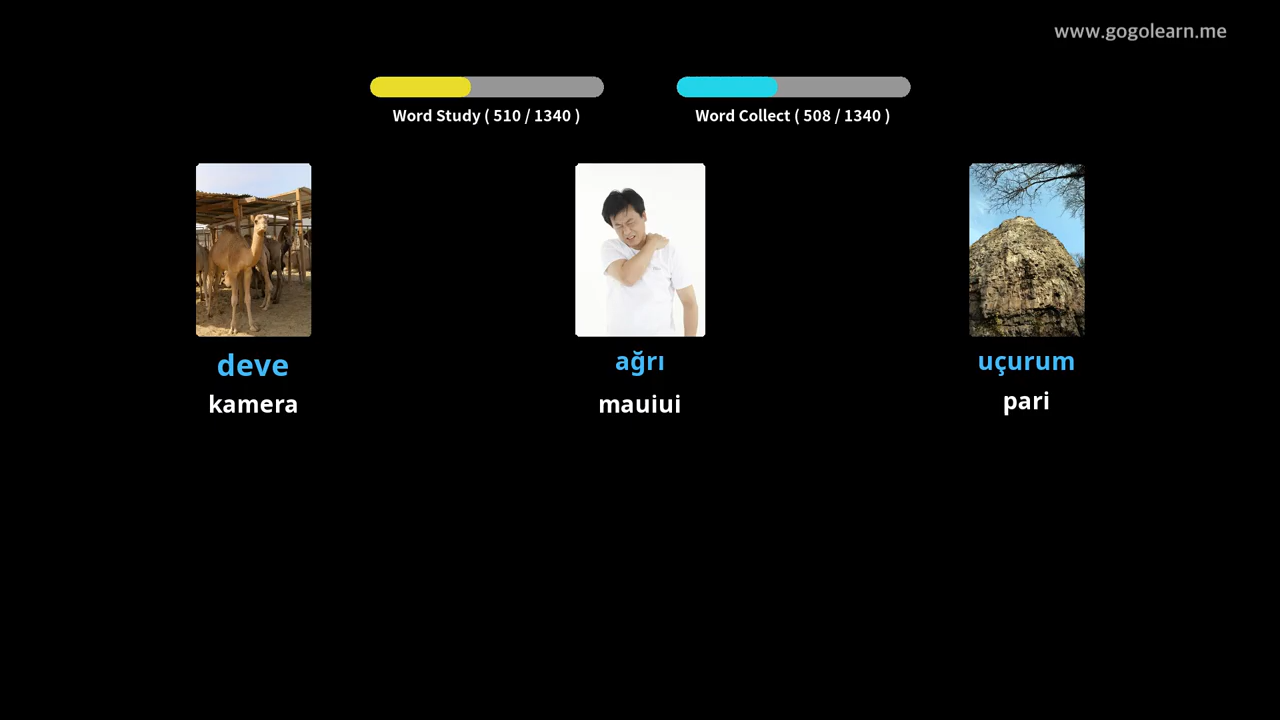 www.gogolearn.me
Word Study ( 510 / 1340 )
Word Collect ( 508 / 1340 )
deve
kamera
ağrı
mauiui
uçurum
pari